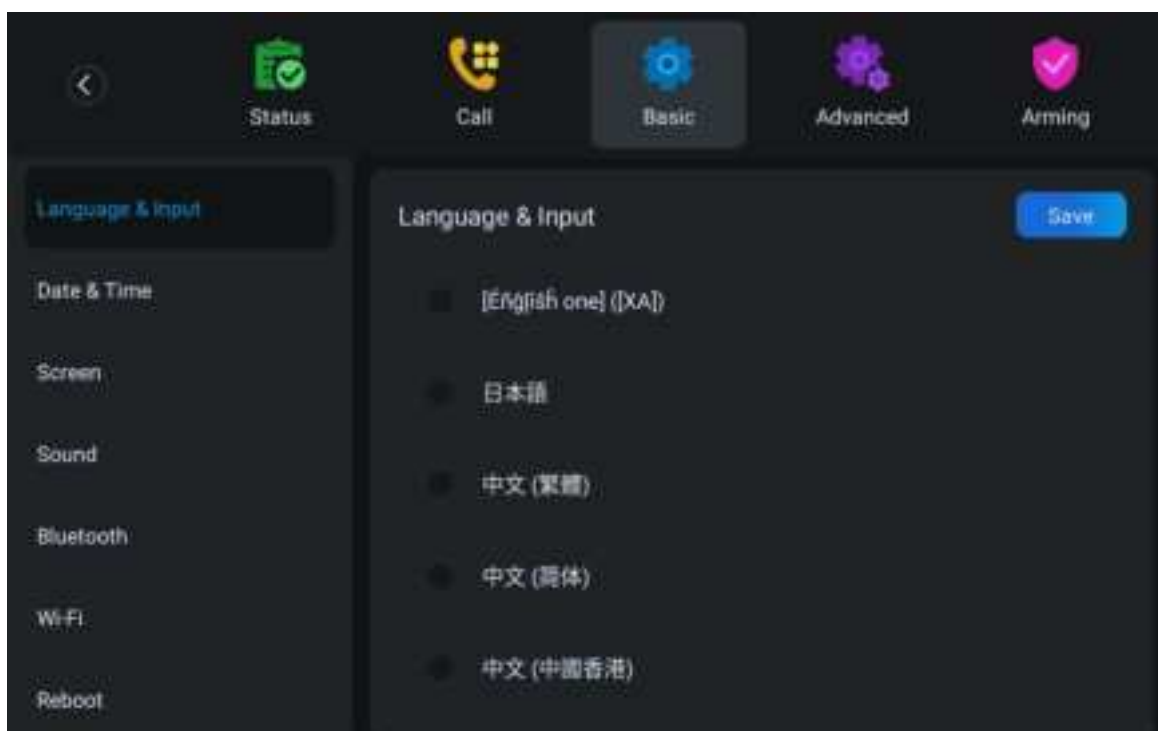 Status
Call
Basic
Advanced
Arming
Language & Input
Date & Time
Screen
Sound
Bluetooth
Wi-Fi
Reboot
Language & Input
Save
[Éñĝļîšĥ one] ([XA])
日本語
中文 (繁體)
中文 (简体)
中文 (中國香港)